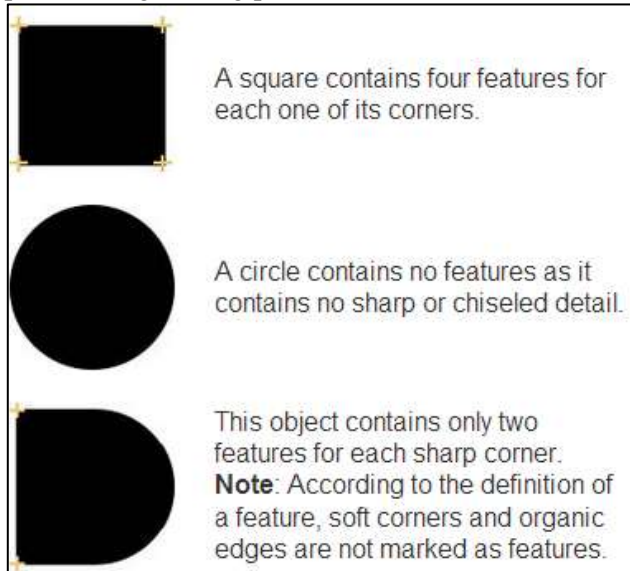 A square contains four features for
each one of its corners.
A circle contains no features as it
contains no sharp or chiseled detail.
This object contains only two
features for each sharp corner.
Note: According to the definition of
a feature, soft corners and organic
edges are not marked as features.